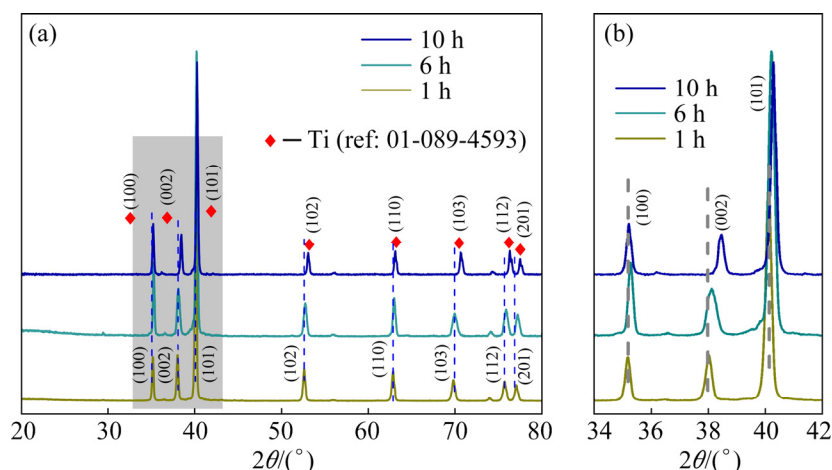 (a)
10 h
6 h
1 h
— Ti (ref: 01-089-4593)
(100)
(002)
(101)
(102)
(110)
(103)
(112)
(201)
(100)
(002)
(101)
(102)
(110)
(103)
(112)
(201)
20 30 40 50 60 70 80
2θ/(°)
(b)
10 h
6 h
1 h
(100)
(002)
(101)
34 36 38 40 42
2θ/(°)